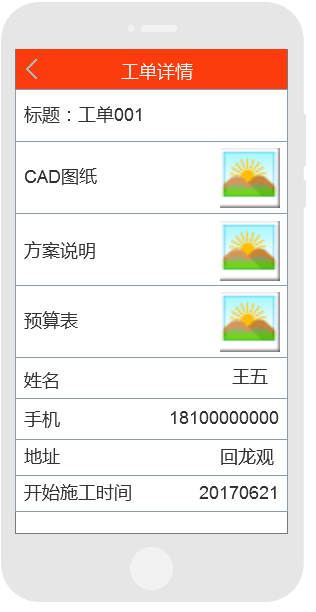 工单详情
标题：工单001
CAD图纸
方案说明
预算表
姓名 王五
手机 18100000000
地址 回龙观
开始施工时间 20170621